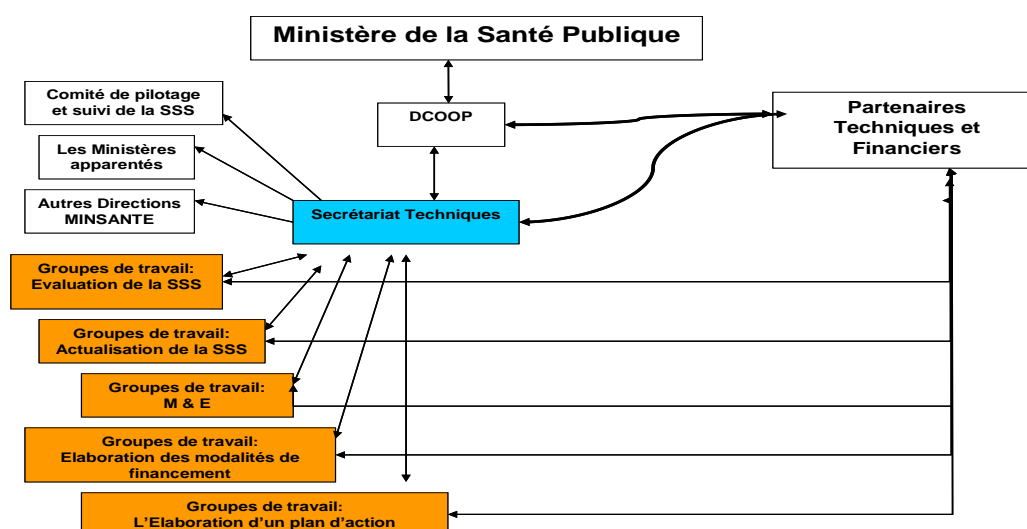 Ministère de la Santé Publique
Comité de pilotage
et suivi de la SSS
DCOOP
Partenaires
Techniques et
Financiers
Les Ministères
apparentés
Autres Directions
MINSANTE
Secrétariat Techniques
Groupes de travail:
Evaluation de la SSS
Groupes de travail:
Actualisation de la SSS
Groupes de travail:
M & E
Groupes de travail:
Elaboration des modalités de
financement
Groupes de travail:
L'Elaboration d'un plan d'action